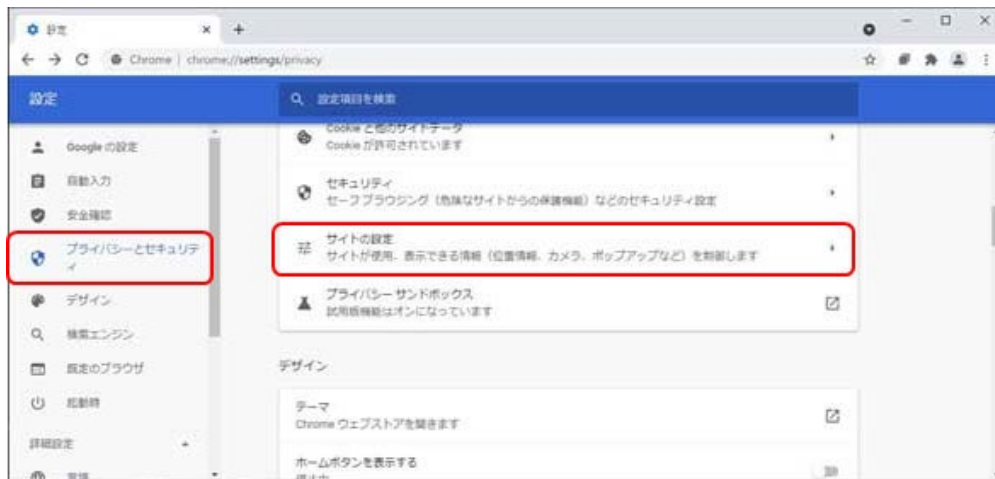 設定
Chrome | chrome://settings/privacy
設定
設定項目を検索
Google の設定
自動入力
安全確認
プライバシーとセキュリテ
ィ
デザイン
検索エンジン
既定のブラウザ
起動時
詳細設定
言語
Cookie と他のサイトデータ
Cookie が許可されています
セキュリティ
セーフ ブラウジング（危険なサイトからの保護機能）などのセキュリティ設定
サイトの設定
サイトが使用、表示できる情報（位置情報、カメラ、ポップアップなど）を制御します
プライバシー サンドボックス
試用版機能はオンになっています
デザイン
テーマ
Chrome ウェブストアを開きます
ホームボタンを表示する